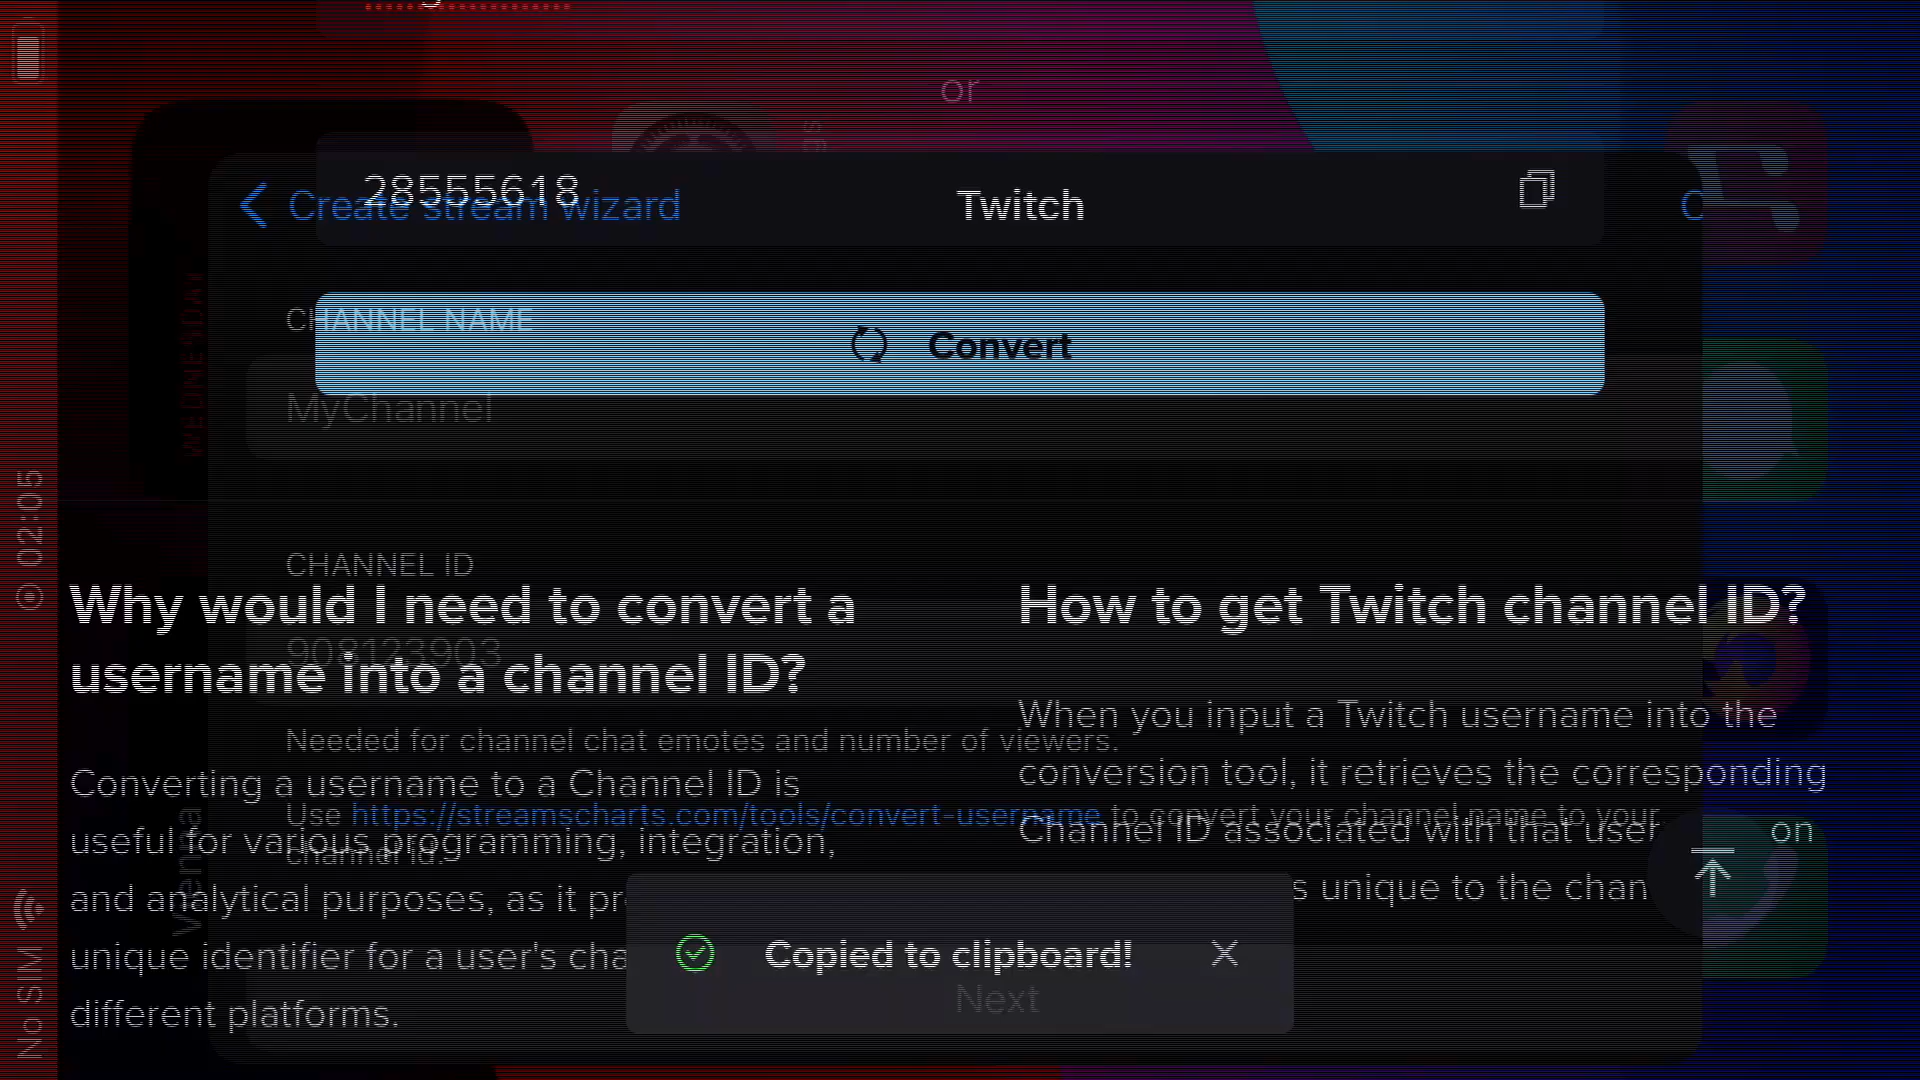 or
28555618
Create stream wizard
Twitch
CHANNEL NAME
Convert
MyChannel
WEDNESDAY
02:05
CHANNEL ID
908123903
Needed for channel chat emotes and number of viewers.
Use https://streamscharts.com/tools/convert-username to convert your channel name to your
channel id.
Why would I need to convert a
username into a channel ID?
Converting a username to a Channel ID is
useful for various programming, integration,
and analytical purposes, as it pr
unique identifier for a user's cha
different platforms.
How to get Twitch channel ID?
When you input a Twitch username into the
conversion tool, it retrieves the corresponding
Channel ID associated with that user on
s unique to the chan
Vienna
No SIM
Copied to clipboard!
Next